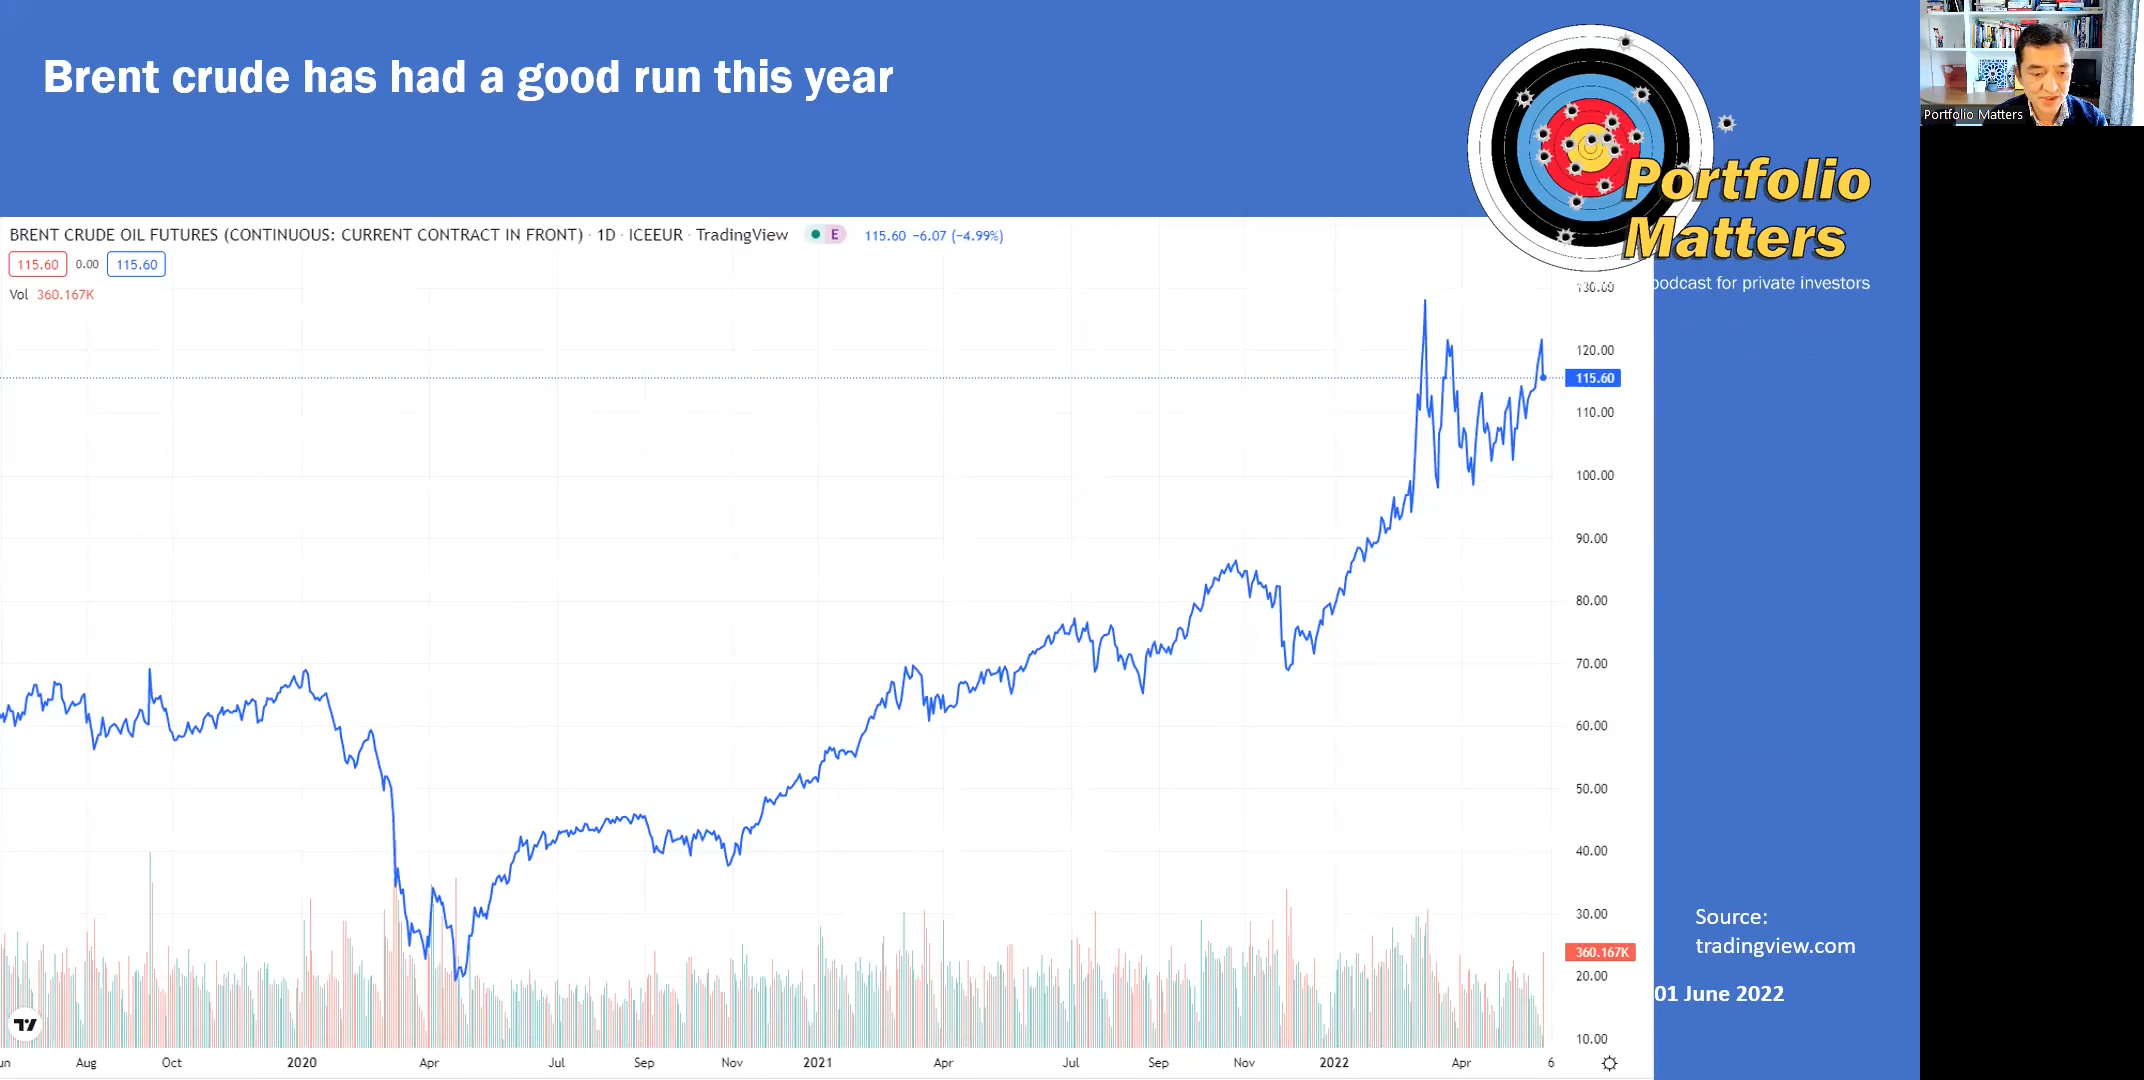 Brent crude has had a good run this year
Portfolio Matters
Portfolio
Matters
podcast for private investors
BRENT CRUDE OIL FUTURES (CONTINUOUS: CURRENT CONTRACT IN FRONT) · 1D · ICEEUR · TradingView E 115.60 −6.07 (−4.99%)
115.60 0.00 115.60
Vol 360.167K
130.00
120.00
115.60
110.00
100.00
90.00
80.00
70.00
60.00
50.00
40.00
30.00
360.167K
20.00
10.00
Aug Oct 2020 Apr Jul Sep Nov 2021 Apr Jul Sep Nov 2022 Apr 6
Source:
tradingview.com
01 June 2022